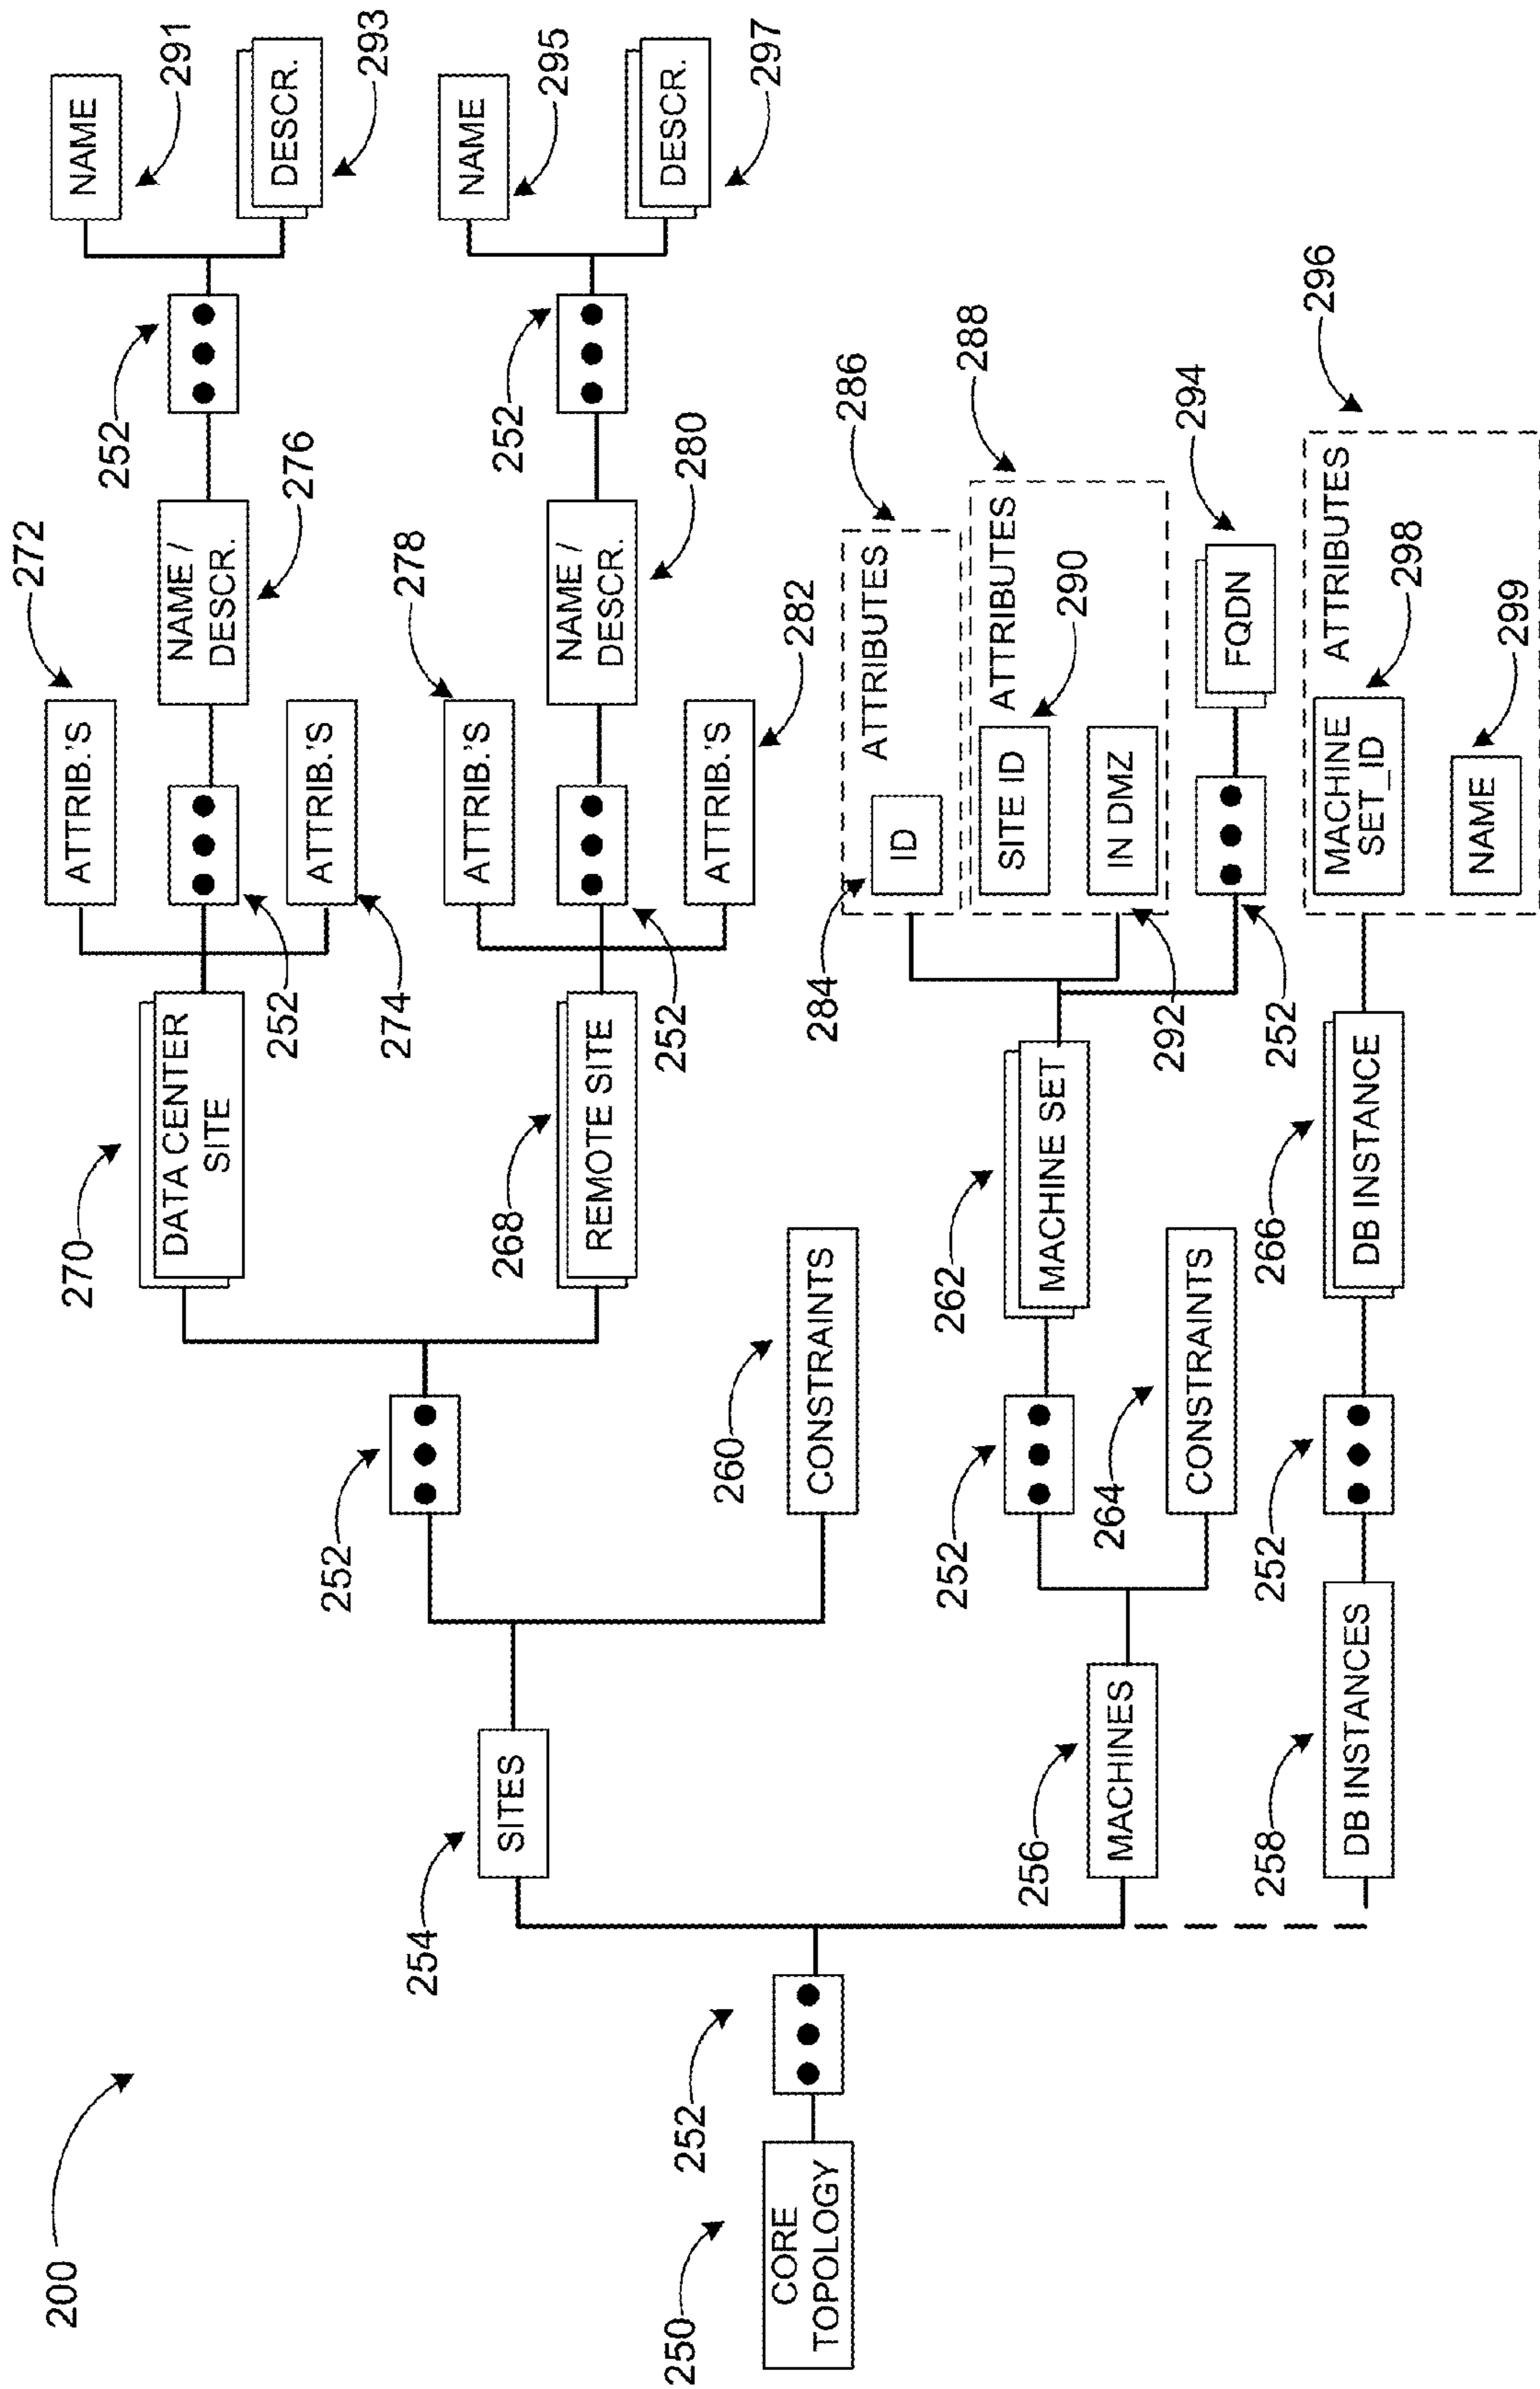 200
250
CORE
TOPOLOGY
252
254
SITES
256
MACHINES
258
DB INSTANCES
252
260
CONSTRAINTS
252
264
CONSTRAINTS
252
270
DATA CENTER
SITE
268
REMOTE SITE
262
MACHINE SET
266
DB INSTANCE
272
ATTRIB.'S
252
274
ATTRIB.'S
278
ATTRIB.'S
252
282
ATTRIB.'S
284
ID
ATTRIBUTES
286
SITE ID
290
ATTRIBUTES
288
292
IN DMZ
252
FQDN
294
MACHINE
SET_ID
298
ATTRIBUTES
296
NAME
299
NAME /
DESCR.
276
252
NAME
291
DESCR.
293
NAME /
DESCR.
280
252
NAME
295
DESCR.
297